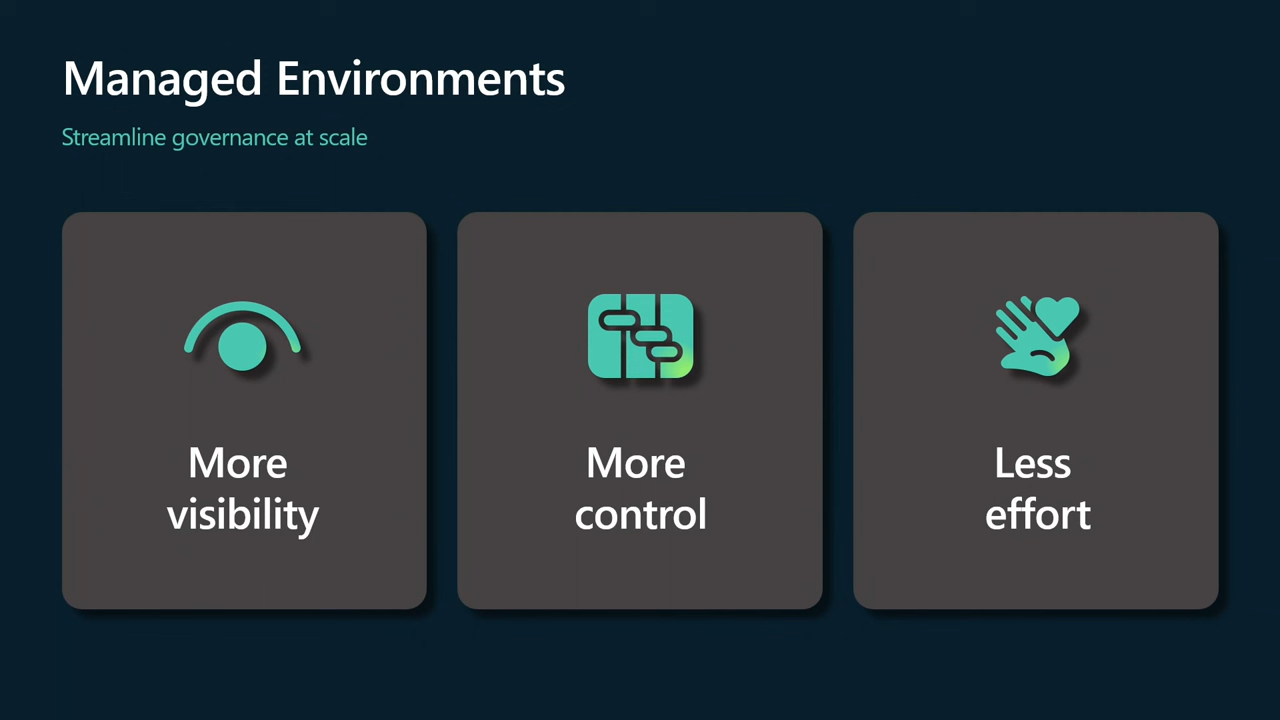 Managed Environments
Streamline governance at scale
More
visibility
More
control
Less
effort